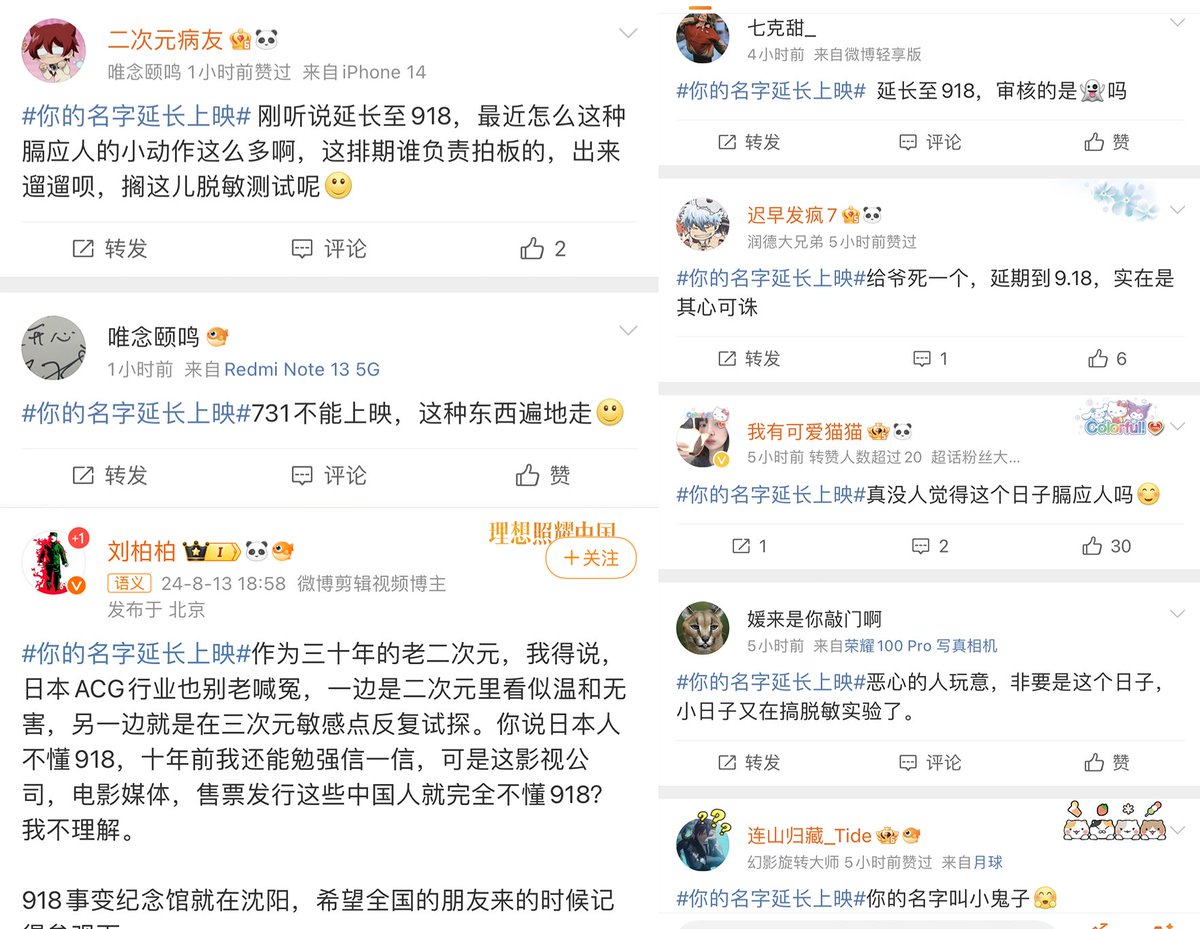 二次元病友
唯念颐鸣 1小时前赞过 来自iPhone 14
#你的名字延长上映# 刚听说延长至918，最近怎么这种
膈应人的小动作这么多啊，这排期谁负责拍板的，出来
遛遛呗，搁这儿脱敏测试呢
转发 评论 2
唯念颐鸣
1小时前 来自Redmi Note 13 5G
#你的名字延长上映#731不能上映，这种东西遍地走
转发 评论 赞
理想照耀中国
+1
刘柏柏 I
＋关注
语义 24-8-13 18:58 微博剪辑视频博主
发布于 北京
#你的名字延长上映#作为三十年的老二次元，我得说，
日本ACG行业也别老喊冤，一边是二次元里看似温和无
害，另一边就是在三次元敏感点反复试探。你说日本人
不懂918，十年前我还能勉强信一信，可是这影视公
司，电影媒体，售票发行这些中国人就完全不懂918？
我不理解。
918事变纪念馆就在沈阳，希望全国的朋友来的时候记
七克甜_
4小时前 来自微博轻享版
#你的名字延长上映# 延长至918，审核的是👻吗
转发 评论 赞
迟早发疯7
润德大兄弟 5小时前赞过
#你的名字延长上映#给爷死一个，延期到9.18，实在是
其心可诛
转发 1 6
Colorful!
我有可爱猫猫
5小时前 转赞人数超过20 超话粉丝大...
#你的名字延长上映#真没人觉得这个日子膈应人吗
1 2 30
媛来是你敲门啊
5小时前 来自荣耀100 Pro 写真相机
#你的名字延长上映#恶心的人玩意，非要是这个日子，
小日子又在搞脱敏实验了。
转发 评论 赞
???
连山归藏_Tide
幻影旋转大师 5小时前赞过 来自月球
#你的名字延长上映#你的名字叫小鬼子